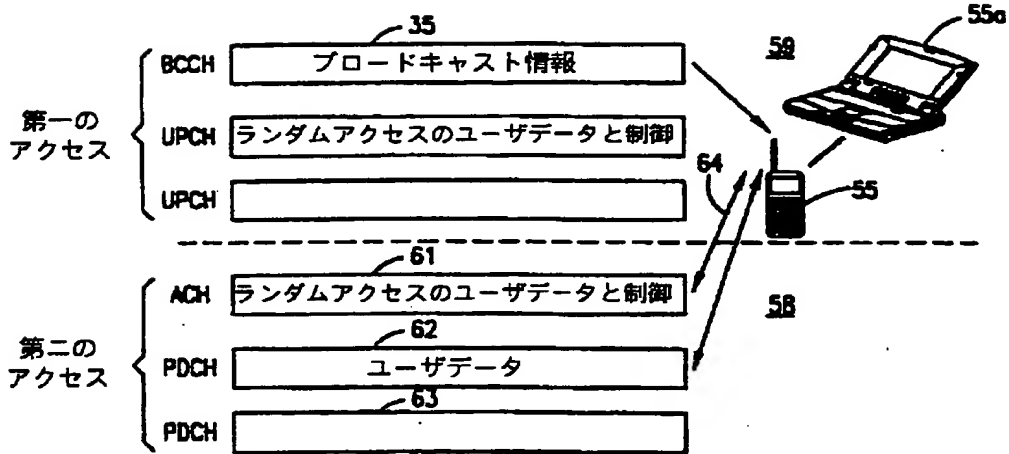 35
55a
BCCH ブロードキャスト情報
59
第一の
アクセス
UPCH ランダムアクセスのユーザデータと制御
64
55
UPCH
61
ACH ランダムアクセスのユーザデータと制御
58
62
第二の
アクセス
PDCH ユーザデータ
63
PDCH